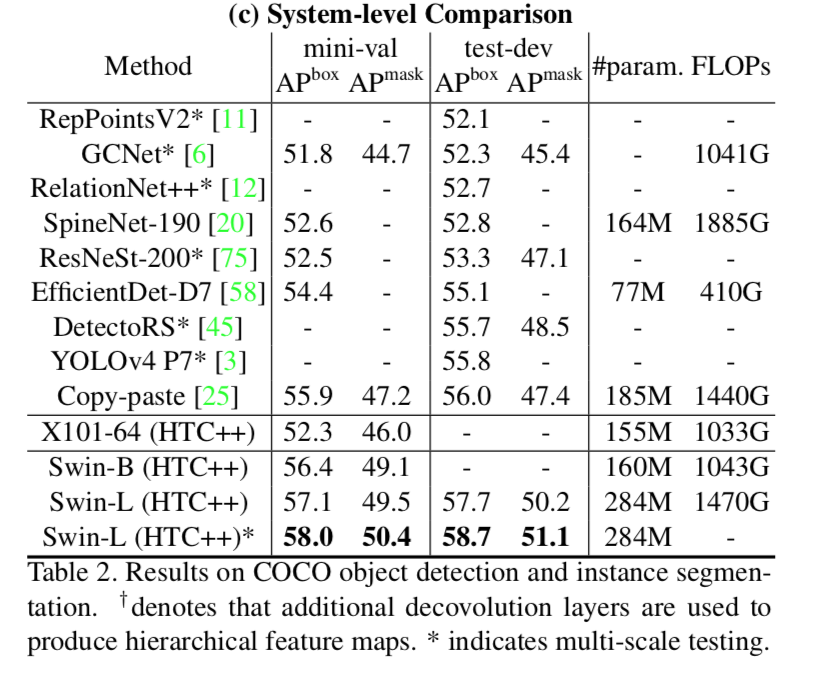 (c) System-level Comparison
Method mini-val test-dev #param. FLOPs
AP^box AP^mask AP^box AP^mask
RepPointsV2* [11] - - 52.1 - - -
GCNet* [6] 51.8 44.7 52.3 45.4 - 1041G
RelationNet++* [12] - - 52.7 - - -
SpineNet-190 [20] 52.6 - 52.8 - 164M 1885G
ResNeSt-200* [75] 52.5 - 53.3 47.1 - -
EfficientDet-D7 [58] 54.4 - 55.1 - 77M 410G
DetectoRS* [45] - - 55.7 48.5 - -
YOLOv4 P7* [3] - - 55.8 - - -
Copy-paste [25] 55.9 47.2 56.0 47.4 185M 1440G
X101-64 (HTC++) 52.3 46.0 - - 155M 1033G
Swin-B (HTC++) 56.4 49.1 - - 160M 1043G
Swin-L (HTC++) 57.1 49.5 57.7 50.2 284M 1470G
Swin-L (HTC++)* 58.0 50.4 58.7 51.1 284M -
Table 2. Results on COCO object detection and instance segmen-
tation. †denotes that additional decovolution layers are used to
produce hierarchical feature maps. * indicates multi-scale testing.